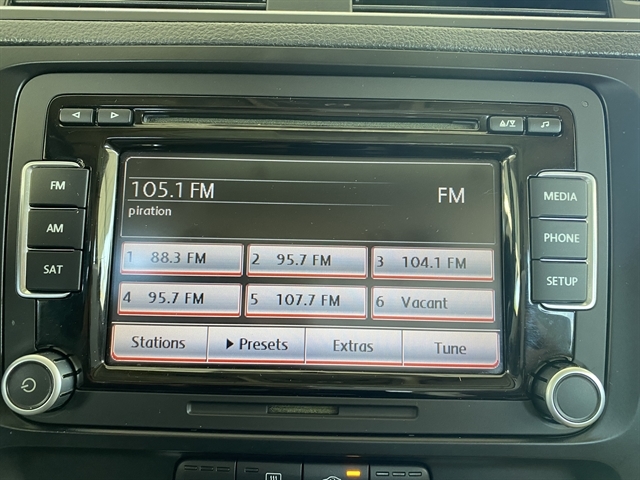 FM
AM
SAT
105.1 FM
FM
piration
1 88.3 FM
2 95.7 FM
3 104.1 FM
4 95.7 FM
5 107.7 FM
6 Vacant
Stations
Presets
Extras
Tune
MEDIA
PHONE
SETUP